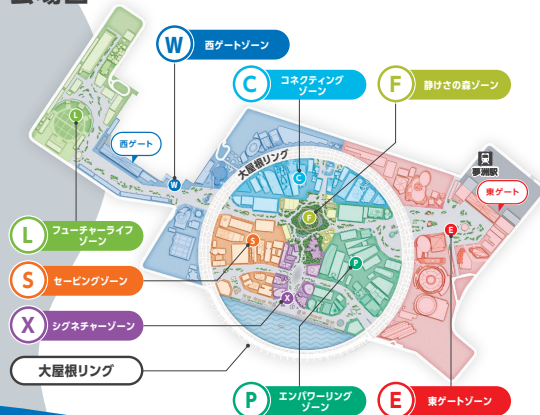 会場図
W 西ゲートゾーン
C コネクティング
ゾーン
F 静けさの森ゾーン
L
西ゲート
W
大屋根リング
C
夢洲駅
東ゲート
F
E
L フューチャーライフ
ゾーン
S
P
S セービングゾーン
X
X シグネチャーゾーン
大屋根リング
P エンパワーリング
ゾーン
E 東ゲートゾーン